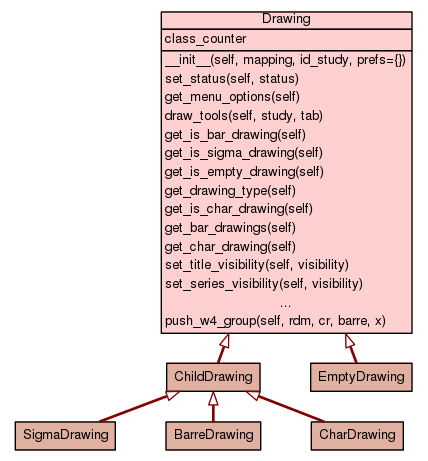 Drawing
class_counter
__init__(self, mapping, id_study, prefs={})
set_status(self, status)
get_menu_options(self)
draw_tools(self, study, tab)
get_is_bar_drawing(self)
get_is_sigma_drawing(self)
get_is_empty_drawing(self)
get_drawing_type(self)
get_is_char_drawing(self)
get_bar_drawings(self)
get_char_drawing(self)
set_title_visibility(self, visibility)
set_series_visibility(self, visibility)
...
push_w4_group(self, rdm, cr, barre, x)
ChildDrawing
EmptyDrawing
SigmaDrawing
BarreDrawing
CharDrawing